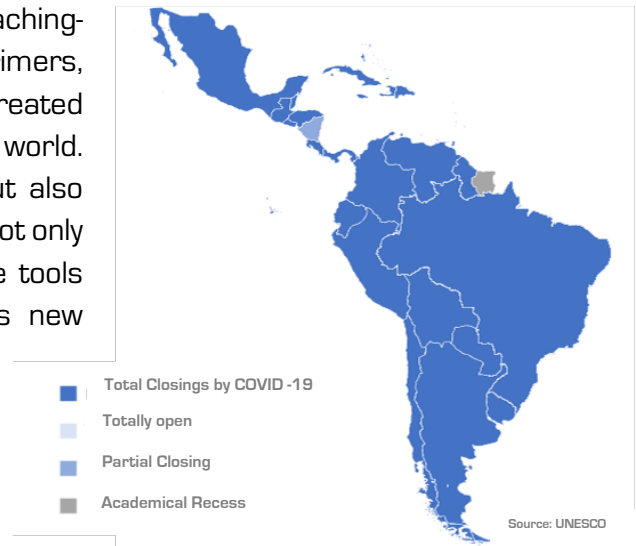 aching-
imers,
reated
world.
ut also
ot only
e tools
s new
Total Closings by COVID -19
Totally open
Partial Closing
Academical Recess
Source: UNESCO